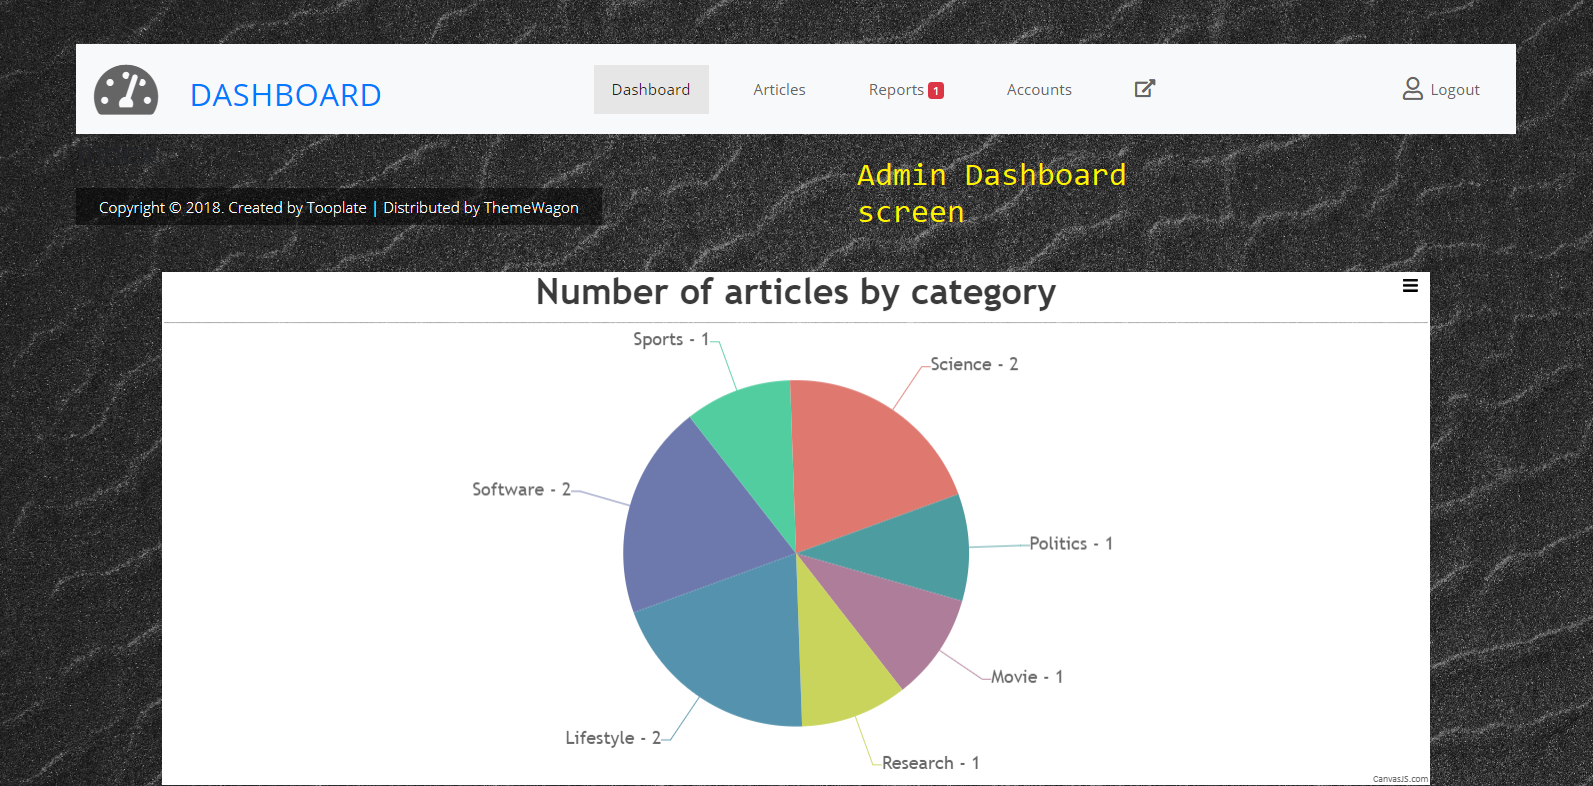 DASHBOARD
Dashboard
Articles
Reports 1
Accounts
Logout
Admin Dashboard
screen
Copyright © 2018. Created by Tooplate | Distributed by ThemeWagon
Number of articles by category
Sports - 1
Science - 2
Software - 2
Politics - 1
Movie - 1
Lifestyle - 2
Research - 1
CanvasJS.com